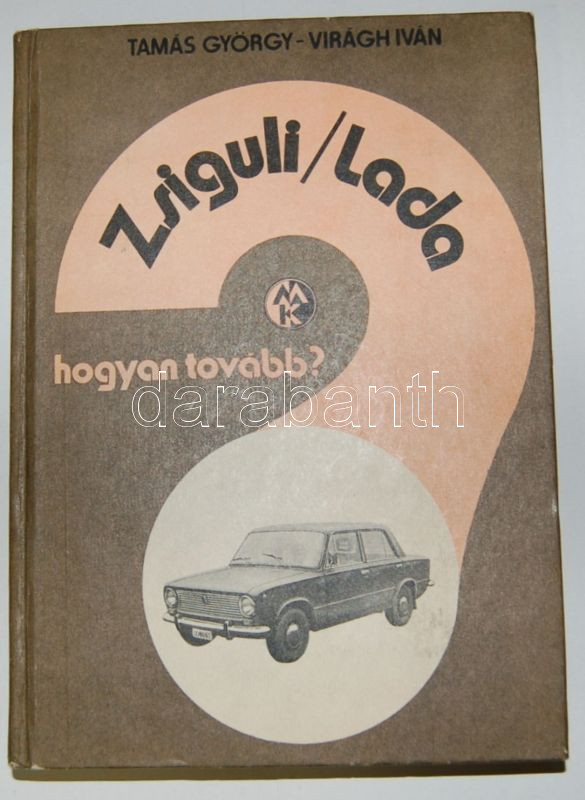 TAMÁS GYÖRGY-VIRÁGH IVÁN
Zsiguli/Lada
MK
hogyan tovább?
darabanth